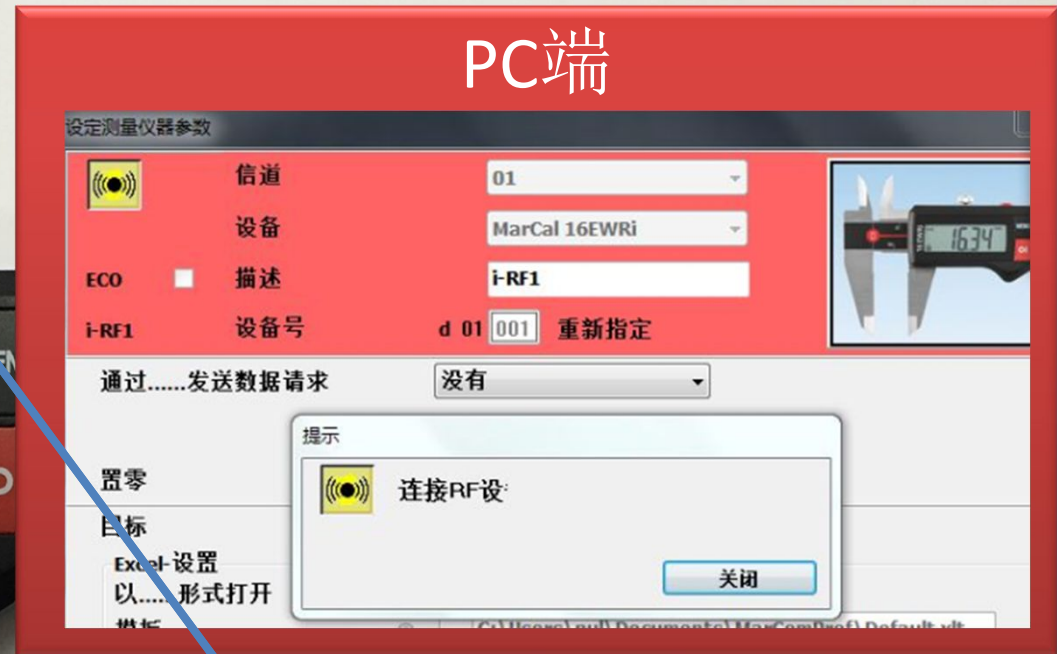 PC端
设定测量仪器参数
信道 01
设备 MarCal 16EWRi
ECO 描述 i-RF1
i-RF1 设备号 d 01 001 重新指定
通过......发送数据请求 没有
提示
置零
连接RF设
目标
Excel-设置
关闭
以......形式打开
模板